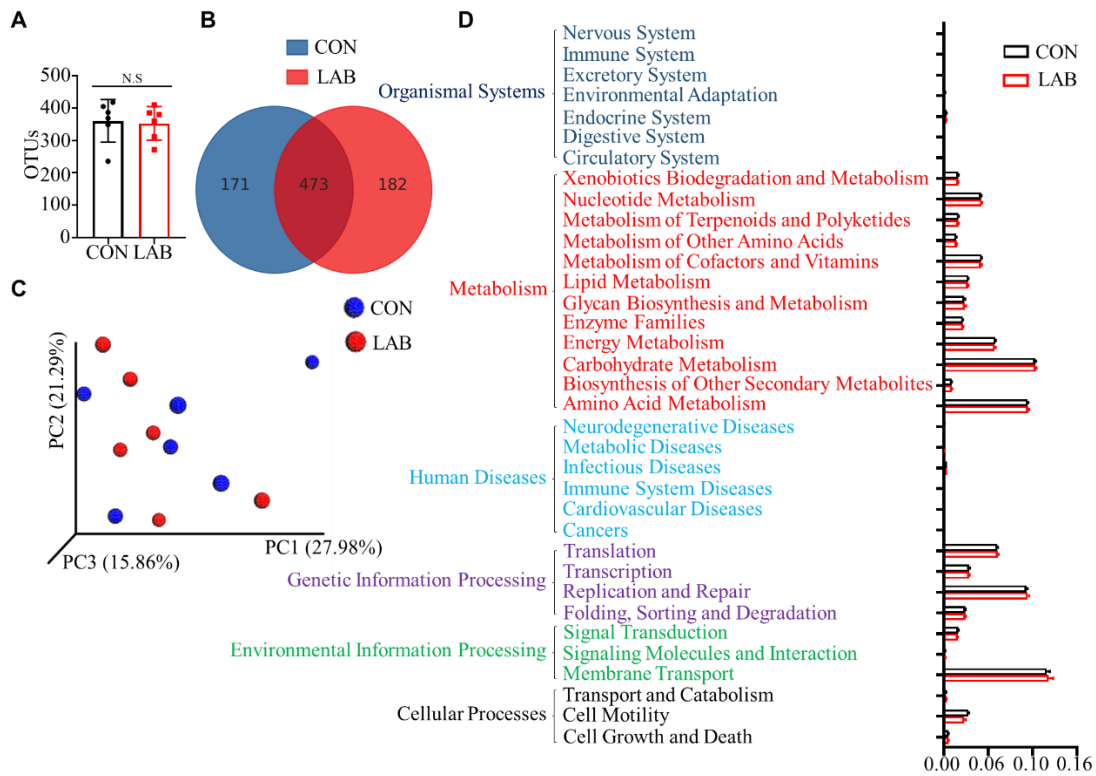 A
N.S
500
400
300
200
100
0
OTUs
CON LAB
B
CON
LAB
171
473
182
C
CON
LAB
PC2 (21.29%)
PC1 (27.98%)
PC3 (15.86%)
D
CON
LAB
Organismal Systems
Nervous System
Immune System
Excretory System
Environmental Adaptation
Endocrine System
Digestive System
Circulatory System
Metabolism
Xenobiotics Biodegradation and Metabolism
Nucleotide Metabolism
Metabolism of Terpenoids and Polyketides
Metabolism of Other Amino Acids
Metabolism of Cofactors and Vitamins
Lipid Metabolism
Glycan Biosynthesis and Metabolism
Enzyme Families
Energy Metabolism
Carbohydrate Metabolism
Biosynthesis of Other Secondary Metabolites
Amino Acid Metabolism
Human Diseases
Neurodegenerative Diseases
Metabolic Diseases
Infectious Diseases
Immune System Diseases
Cardiovascular Diseases
Cancers
Genetic Information Processing
Translation
Transcription
Replication and Repair
Folding, Sorting and Degradation
Environmental Information Processing
Signal Transduction
Signaling Molecules and Interaction
Membrane Transport
Cellular Processes
Transport and Catabolism
Cell Motility
Cell Growth and Death
0.00 0.06 0.10 0.16